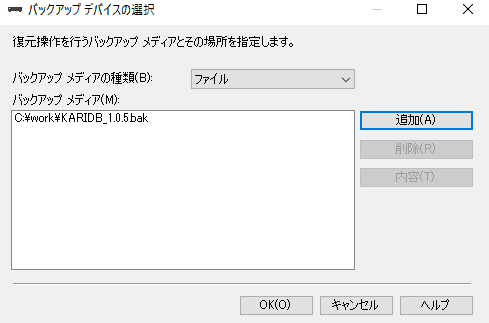 バックアップ デバイスの選択
復元操作を行うバックアップ メディアとその場所を指定します。
バックアップ メディアの種類(B):
ファイル
バックアップ メディア(M):
C:¥work¥KARIDB_1.0.5.bak
追加(A)
削除(R)
内容(T)
OK(O)
キャンセル
ヘルプ